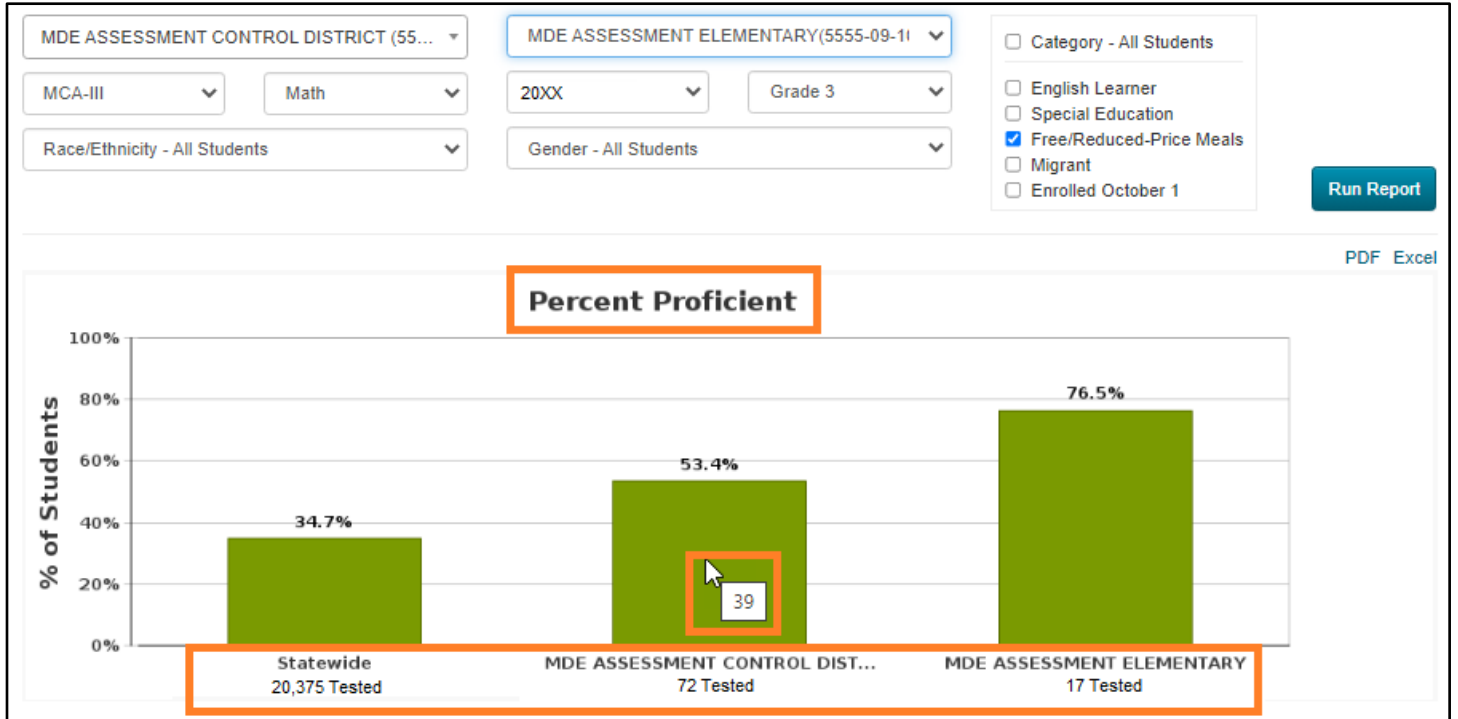 MDE ASSESSMENT CONTROL DISTRICT (55...
MDE ASSESSMENT ELEMENTARY(5555-09-1(
Category - All Students
MCA-III
Math
20XX
Grade 3
English Learner
Special Education
Free/Reduced-Price Meals
Migrant
Enrolled October 1
Race/Ethnicity - All Students
Gender - All Students
Run Report
PDF Excel
Percent Proficient
% of Students
100%
80%
60%
40%
20%
0%
34.7%
53.4%
76.5%
39
Statewide
20,375 Tested
MDE ASSESSMENT CONTROL DIST...
72 Tested
MDE ASSESSMENT ELEMENTARY
17 Tested